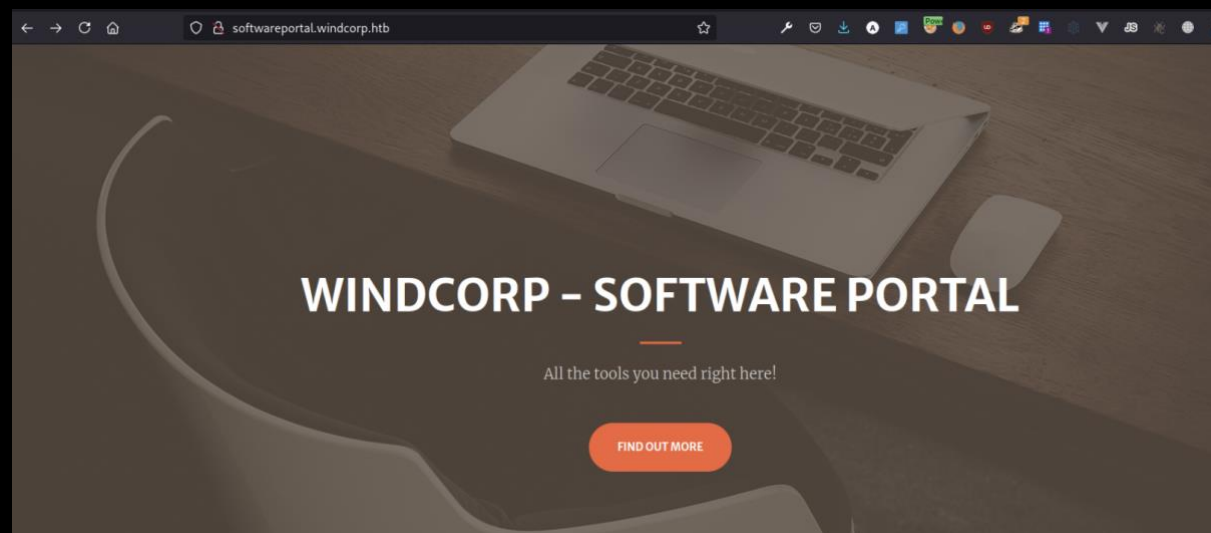 softwareportal.windcorp.htb
WINDCORP – SOFTWARE PORTAL
All the tools you need right here!
FIND OUT MORE